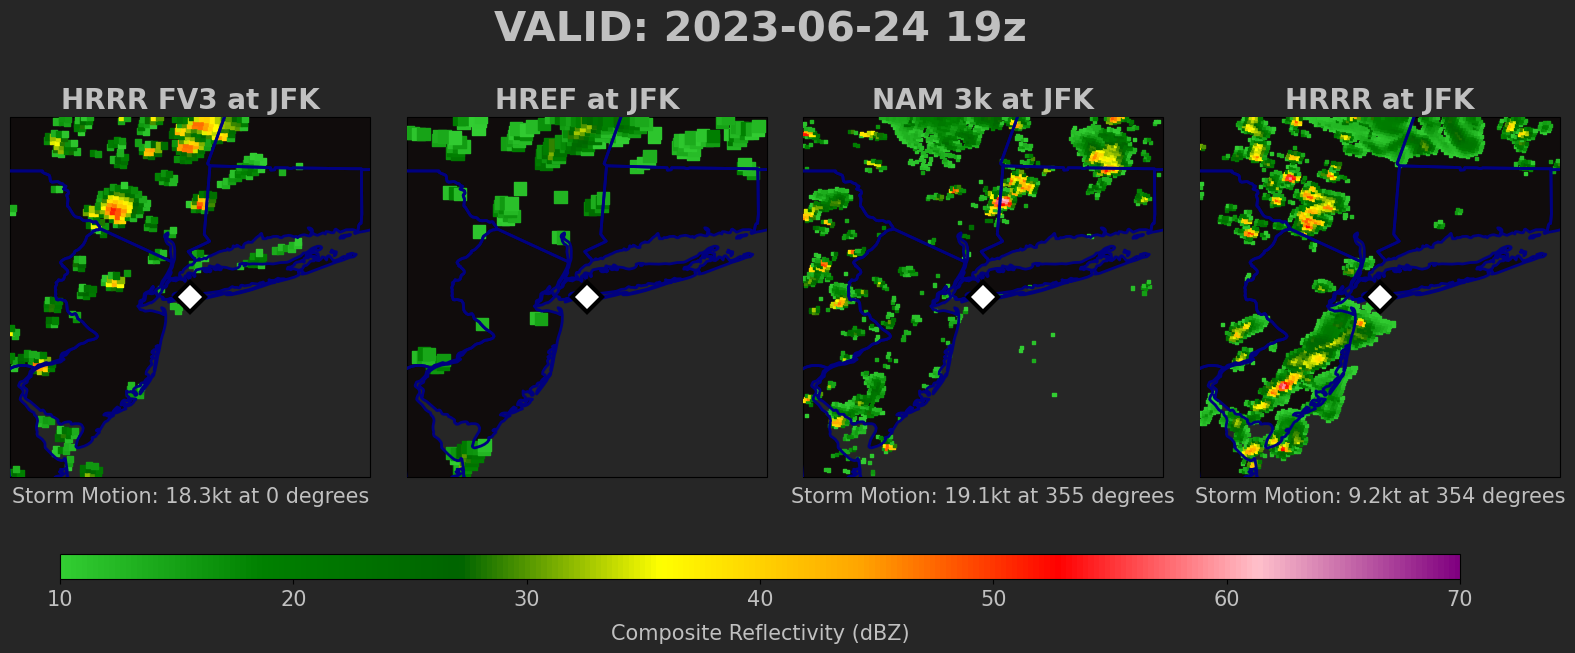 VALID: 2023-06-24 19z
HRRR FV3 at JFK
HREF at JFK
NAM 3k at JFK
HRRR at JFK
Storm Motion: 18.3kt at 0 degrees
Storm Motion: 19.1kt at 355 degrees
Storm Motion: 9.2kt at 354 degrees
10 20 30 40 50 60 70
Composite Reflectivity (dBZ)